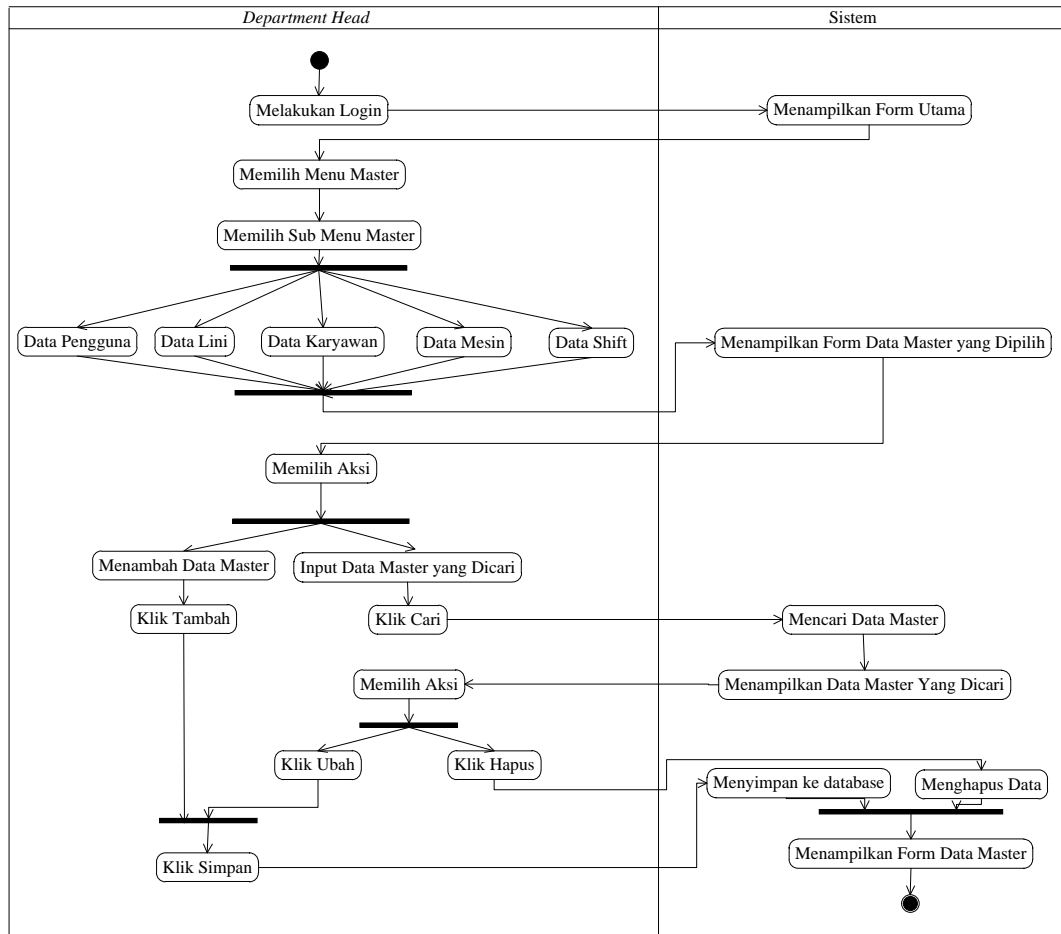 Department Head
Sistem
Melakukan Login
Menampilkan Form Utama
Memilih Menu Master
Memilih Sub Menu Master
Data Pengguna
Data Lini
Data Karyawan
Data Mesin
Data Shift
Menampilkan Form Data Master yang Dipilih
Memilih Aksi
Menambah Data Master
Input Data Master yang Dicari
Klik Tambah
Klik Cari
Mencari Data Master
Memilih Aksi
Menampilkan Data Master Yang Dicari
Klik Ubah
Klik Hapus
Menyimpan ke database
Menghapus Data
Klik Simpan
Menampilkan Form Data Master